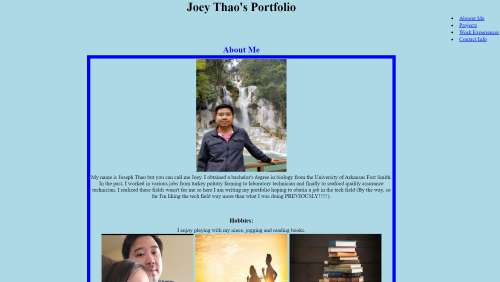 Joey Thao's Portfolio
About Me
Projects
Work Experiences
Contact Info
About Me
My name is Joseph Thao but you can call me Joey. I obtained a bachelor's degree in biology from the University of Arkansas Fort Smith.
In the past, I worked in various jobs from turkey poultry farming to laboratory technician and finally to seafood quality assurance
technician. I realized these fields wasn't for me so here I am writing my portfolio hoping to obtain a job in the tech field (By the way, so
far I'm liking the tech field way more than what I was doing PREVIOUSLY!!!!!).
Hobbies:
I enjoy playing with my niece, jogging and reading books.